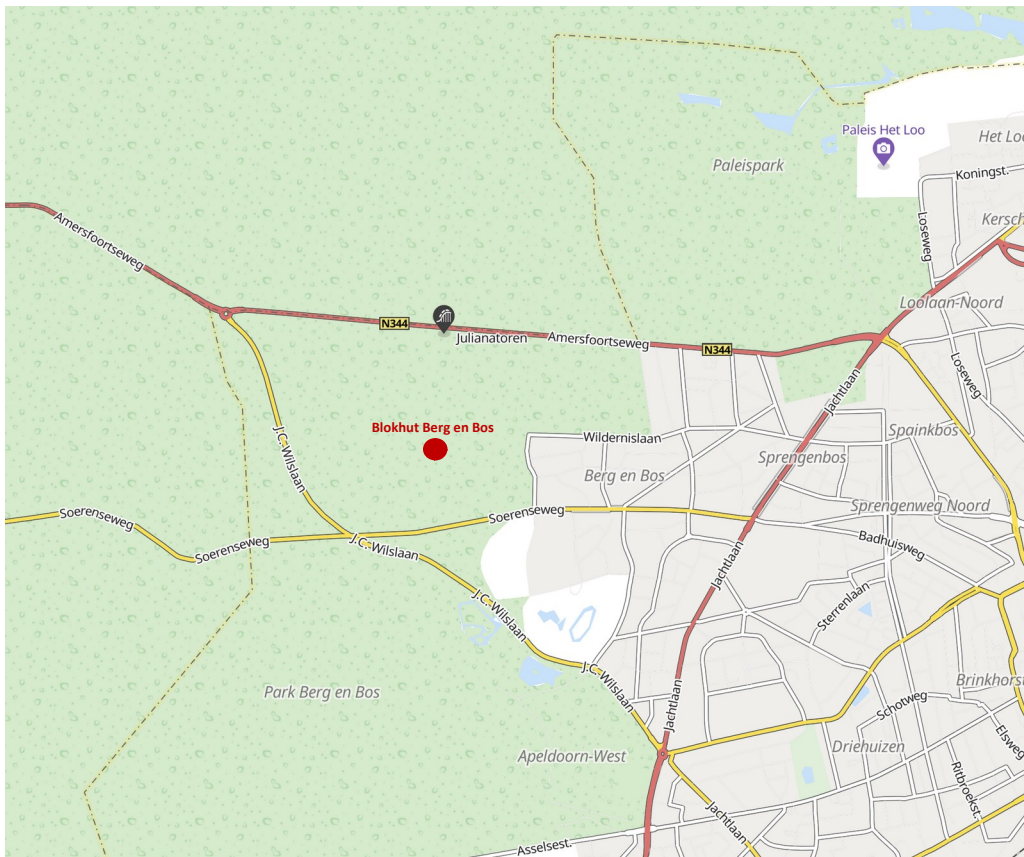 Paleis Het Loo
Het Loo
Paleispark
Koningst.
Loseweg
Kersch
Amersfoortseweg
Loolaan-Noord
N344
Julianatoren
Amersfoortseweg
N344
Loseweg
Jachtlaan
J.C. Wilslaan
Blokhut Berg en Bos
Wildernislaan
Spainkbos
Sprengenbos
Berg en Bos
Soerenseweg
Soerenseweg
Sprengenweg Noord
Soerenseweg
J.C. Wilslaan
Badhuisweg
Jachtlaan
J.C. Wilslaan
Sterrenlaan
J.C. Wilslaan
Park Berg en Bos
Jachtlaan
Brinkhorst
Schotweg
Elsweg
Apeldoorn-West
Driehuizen
Ritbroekst.
Jachtlaan
Asselsest.